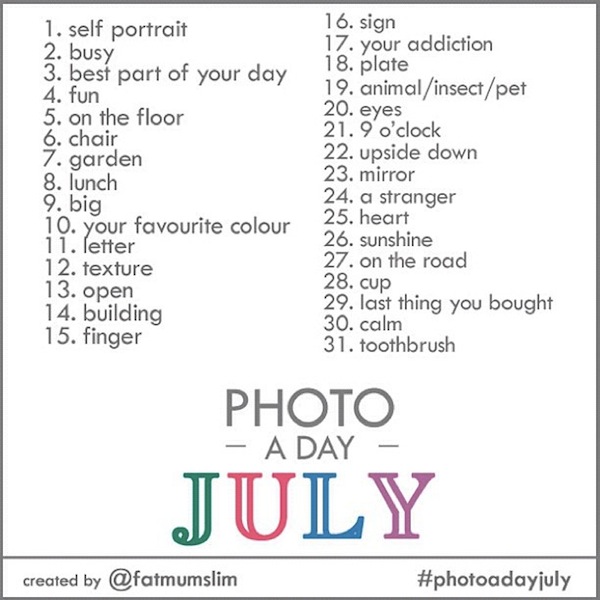 1. self portrait
2. busy
3. best part of your day
4. fun
5. on the floor
6. chair
7. garden
8. lunch
9. big
10. your favourite colour
11. letter
12. texture
13. open
14. building
15. finger
16. sign
17. your addiction
18. plate
19. animal/insect/pet
20. eyes
21. 9 o'clock
22. upside down
23. mirror
24. a stranger
25. heart
26. sunshine
27. on the road
28. cup
29. last thing you bought
30. calm
31. toothbrush
PHOTO
– A DAY –
JULY
created by @fatmumslim
#photoadayjuly